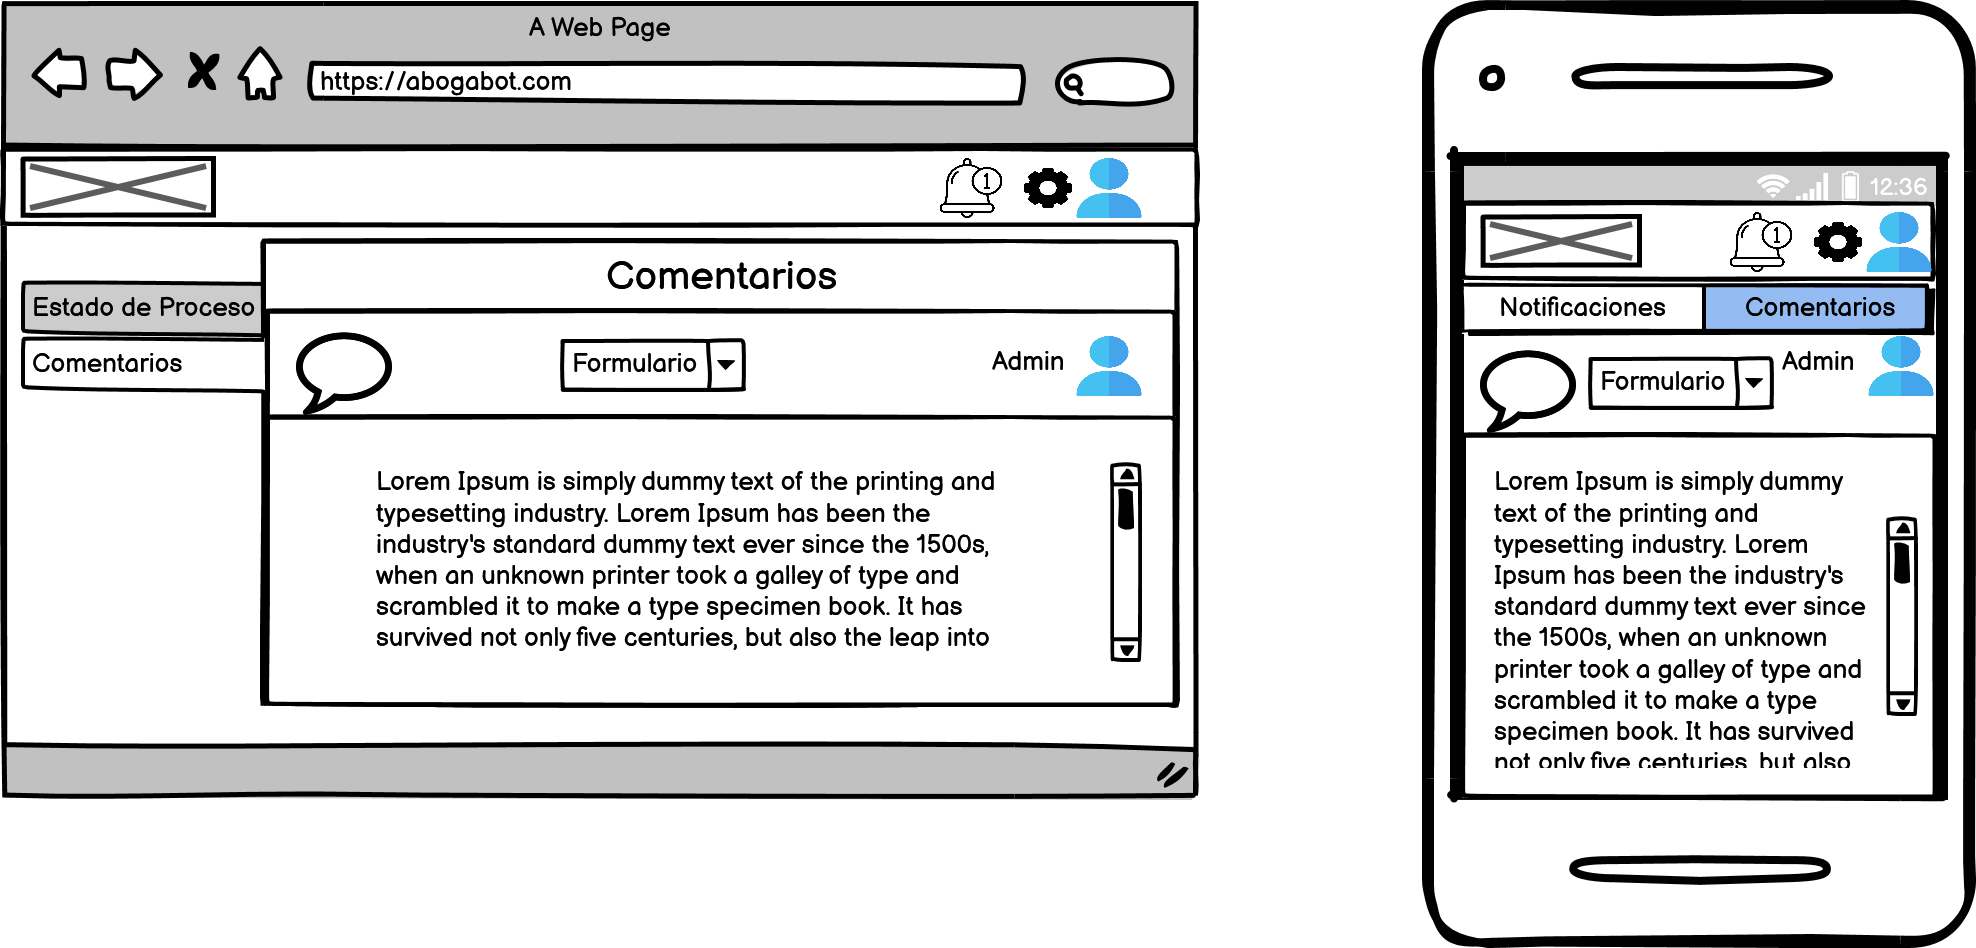 A Web Page
https://abogabot.com
1
Comentarios
Estado de Proceso
Comentarios
Formulario
Admin
Lorem Ipsum is simply dummy text of the printing and
typesetting industry. Lorem Ipsum has been the
industry's standard dummy text ever since the 1500s,
when an unknown printer took a galley of type and
scrambled it to make a type specimen book. It has
survived not only five centuries, but also the leap into
12:36
1
Notificaciones
Comentarios
Formulario
Admin
Lorem Ipsum is simply dummy
text of the printing and
typesetting industry. Lorem
Ipsum has been the industry's
standard dummy text ever since
the 1500s, when an unknown
printer took a galley of type and
scrambled it to make a type
specimen book. It has survived
not only five centuries, but also